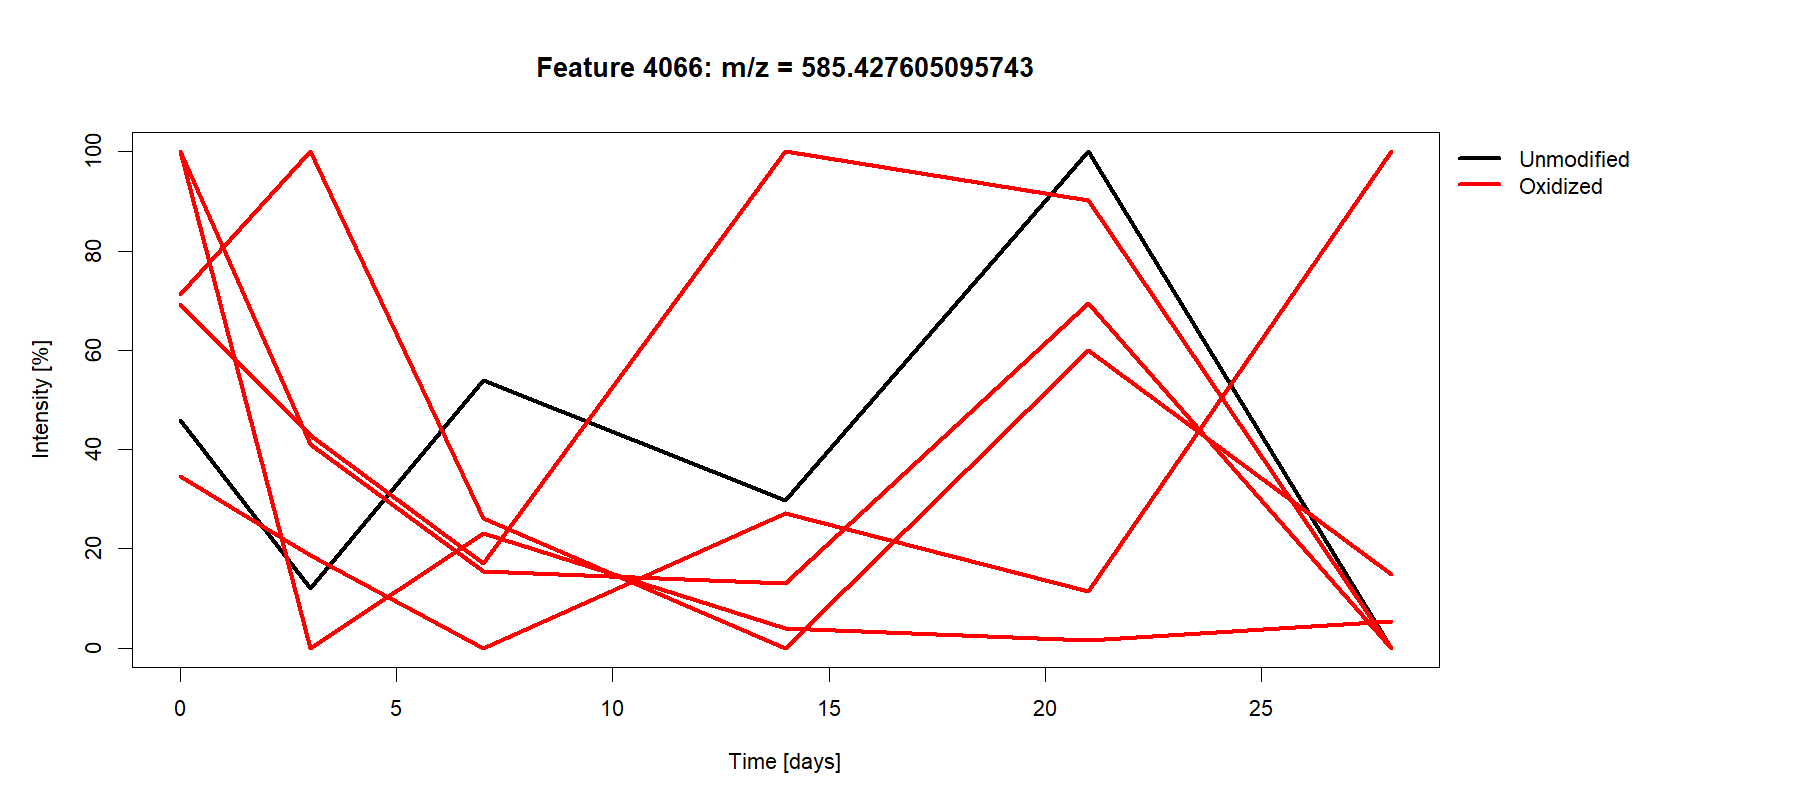 Feature 4066: m/z = 585.427605095743
Unmodified
Oxidized
100
80
60
40
20
0
Intensity [%]
0 5 10 15 20 25
Time [days]